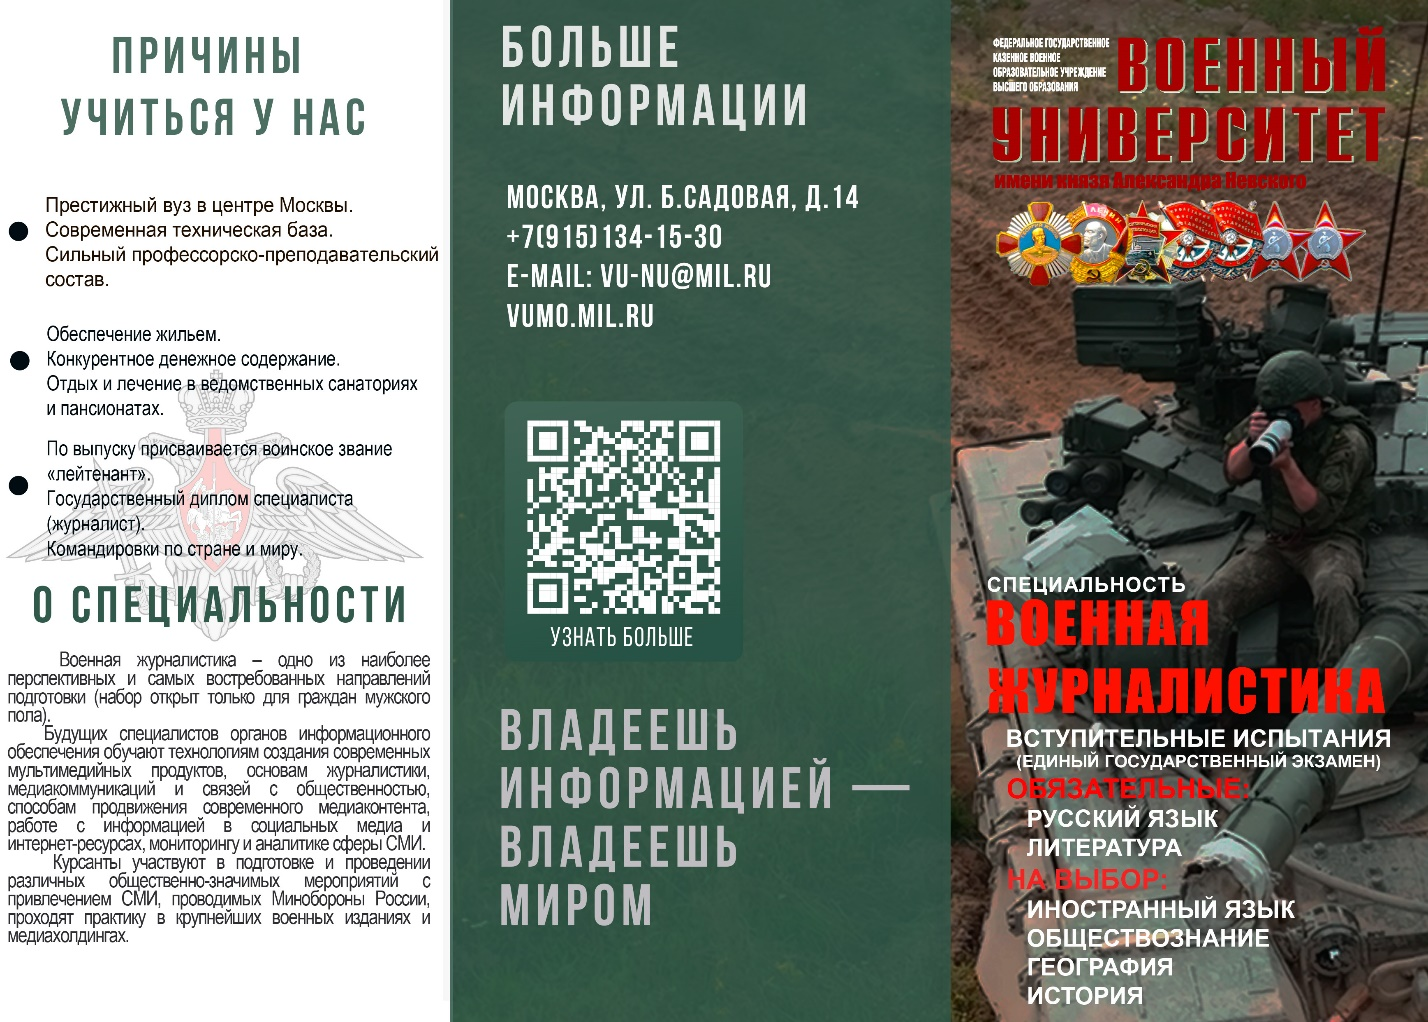 ПРИЧИНЫ
УЧИТЬСЯ У НАС
Престижный вуз в центре Москвы.
Современная техническая база.
Сильный профессорско-преподавательский
состав.
Обеспечение жильем.
Конкурентное денежное содержание.
Отдых и лечение в ведомственных санаториях
и пансионатах.
По выпуску присваивается воинское звание
«лейтенант».
Государственный диплом специалиста
(журналист).
Командировки по стране и миру.
О СПЕЦИАЛЬНОСТИ
Военная журналистика – одно из наиболее
перспективных и самых востребованных направлений
подготовки (набор открыт только для граждан мужского
пола).
Будущих специалистов органов информационного
обеспечения обучают технологиям создания современных
мультимедийных продуктов, основам журналистики,
медиакоммуникаций и связей с общественностью,
способам продвижения современного медиаконтента,
работе с информацией в социальных медиа и
интернет-ресурсах, мониторингу и аналитике сферы СМИ.
Курсанты участвуют в подготовке и проведении
различных общественно-значимых мероприятий с
привлечением СМИ, проводимых Минобороны России,
проходят практику в крупнейших военных изданиях и
медиахолдингах.
БОЛЬШЕ
ИНФОРМАЦИИ
МОСКВА, УЛ. Б.САДОВАЯ, Д.14
+7(915)134-15-30
E-MAIL: VU-NU@MIL.RU
VUMO.MIL.RU
УЗНАТЬ БОЛЬШЕ
ВЛАДЕЕШЬ
ИНФОРМАЦИЕЙ —
ВЛАДЕЕШЬ
МИРОМ
ФЕДЕРАЛЬНОЕ ГОСУДАРСТВЕННОЕ
КАЗЕННОЕ ВОЕННОЕ
ОБРАЗОВАТЕЛЬНОЕ УЧРЕЖДЕНИЕ
ВЫСШЕГО ОБРАЗОВАНИЯ
ВОЕННЫЙ
УНИВЕРСИТЕТ
имени князя Александра Невского
ЛЕНИН
СПЕЦИАЛЬНОСТЬ
ВОЕННАЯ
ЖУРНАЛИСТИКА
ВСТУПИТЕЛЬНЫЕ ИСПЫТАНИЯ
(ЕДИНЫЙ ГОСУДАРСТВЕННЫЙ ЭКЗАМЕН)
ОБЯЗАТЕЛЬНЫЕ:
РУССКИЙ ЯЗЫК
ЛИТЕРАТУРА
НА ВЫБОР:
ИНОСТРАННЫЙ ЯЗЫК
ОБЩЕСТВОЗНАНИЕ
ГЕОГРАФИЯ
ИСТОРИЯ